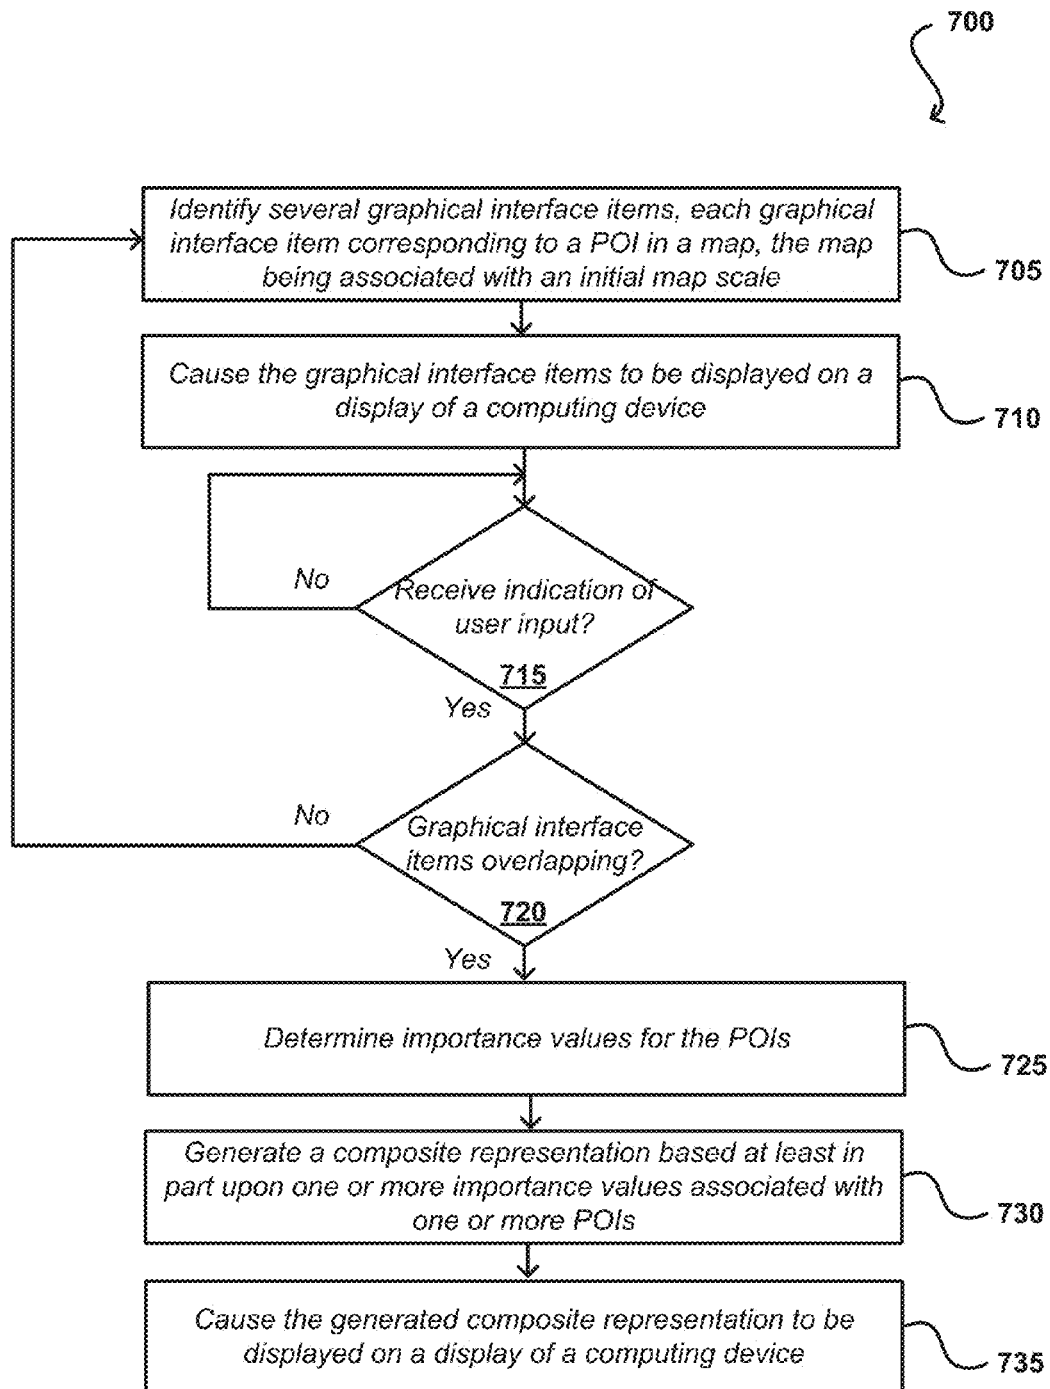 700
Identify several graphical interface items, each graphical
interface item corresponding to a POI in a map, the map
being associated with an initial map scale
705
Cause the graphical interface items to be displayed on a
display of a computing device
710
No
Receive indication of
user input?
715
Yes
No
Graphical interface
items overlapping?
720
Yes
Determine importance values for the POIs
725
Generate a composite representation based at least in
part upon one or more importance values associated with
one or more POIs
730
Cause the generated composite representation to be
displayed on a display of a computing device
735